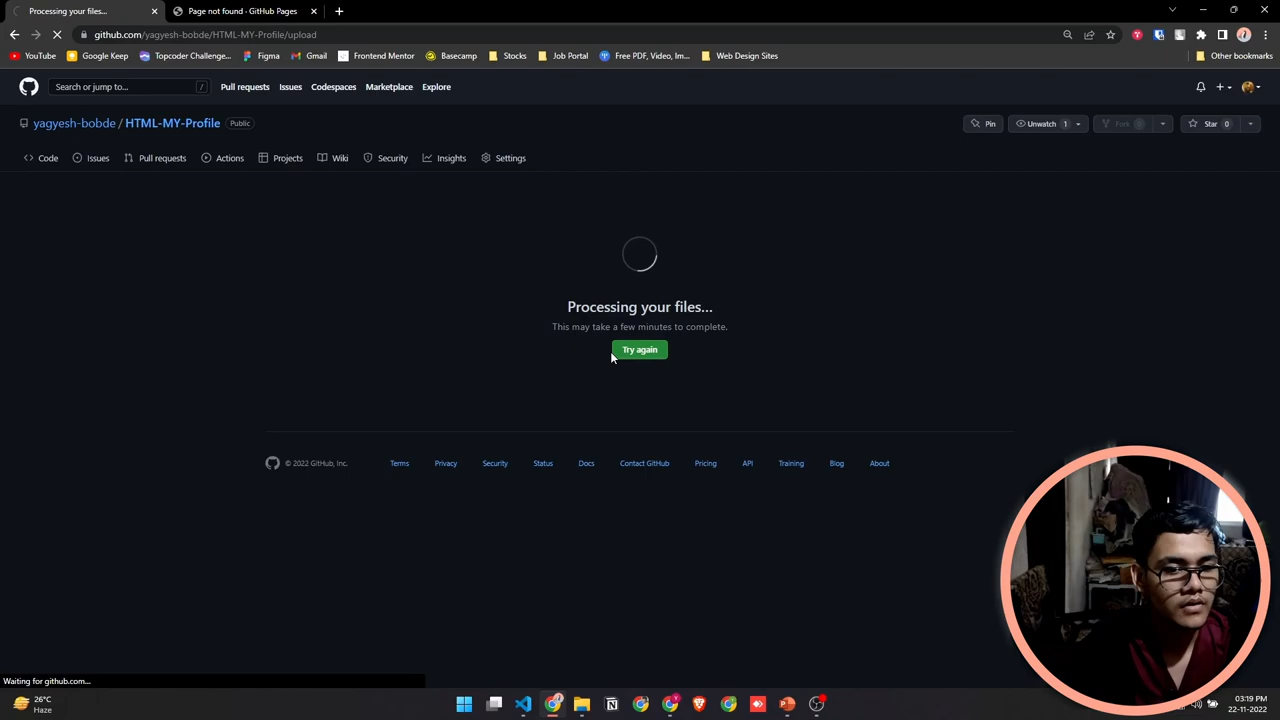 Processing your files...
Page not found · GitHub Pages
github.com/yagyesh-bobde/HTML-MY-Profile/upload
YouTube Google Keep Topcoder Challenge... Figma Gmail Frontend Mentor Basecamp Stocks Job Portal Free PDF, Video, Im... Web Design Sites Other bookmarks
Search or jump to... / Pull requests Issues Codespaces Marketplace Explore
yagyesh-bobde / HTML-MY-Profile Public Pin Unwatch 1 Fork 0 Star 0
Code Issues Pull requests Actions Projects Wiki Security Insights Settings
Processing your files...
This may take a few minutes to complete.
Try again
© 2022 GitHub, Inc. Terms Privacy Security Status Docs Contact GitHub Pricing API Training Blog About
Waiting for github.com...
26°C
Haze
03:19 PM
22-11-2022